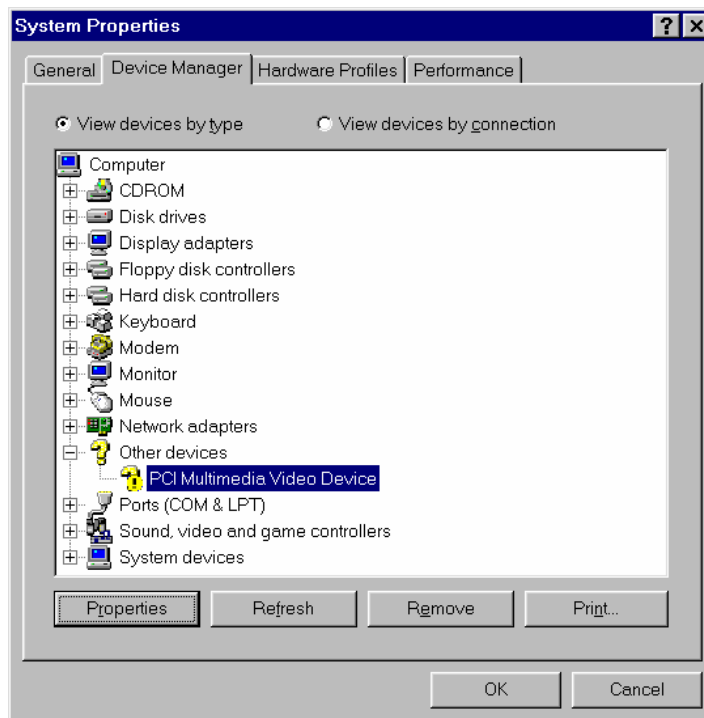 System Properties
General Device Manager Hardware Profiles Performance
View devices by type View devices by connection
Computer
CDROM
Disk drives
Display adapters
Floppy disk controllers
Hard disk controllers
Keyboard
Modem
Monitor
Mouse
Network adapters
Other devices
PCI Multimedia Video Device
Ports (COM & LPT)
Sound, video and game controllers
System devices
Properties Refresh Remove Print...
OK Cancel